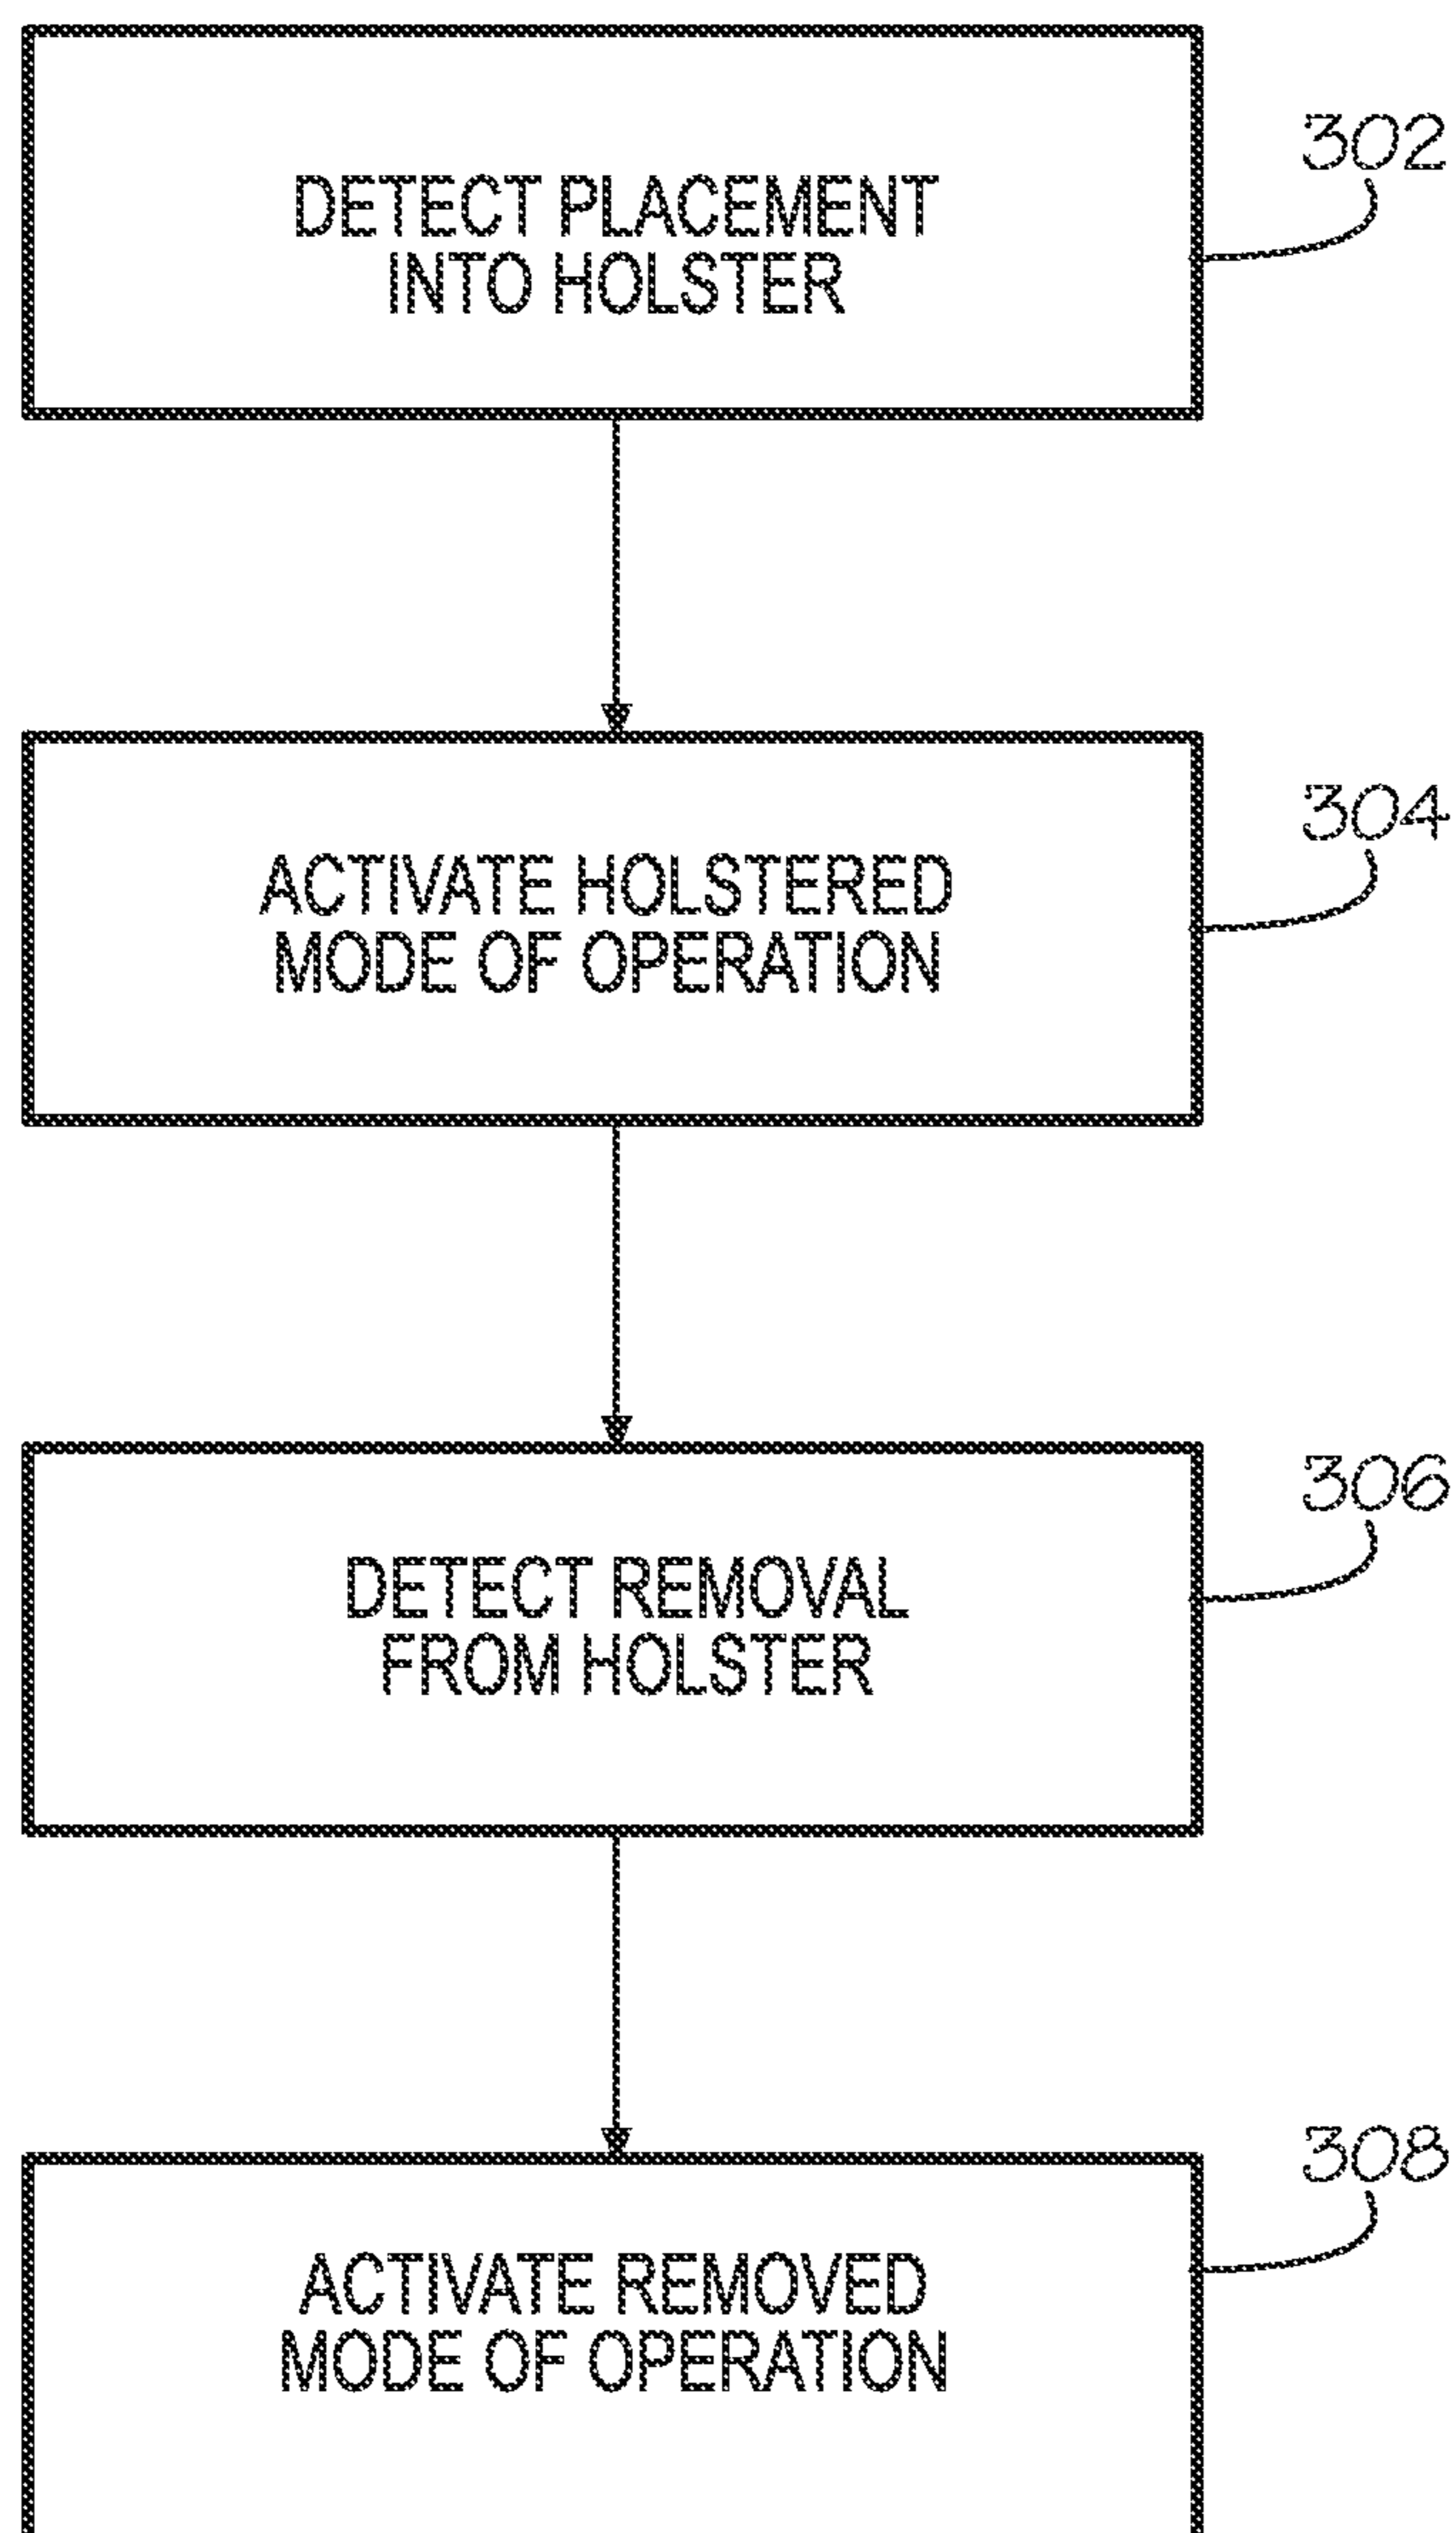 DETECT PLACEMENT
INTO HOLSTER
302
ACTIVATE HOLSTERED
MODE OF OPERATION
304
DETECT REMOVAL
FROM HOLSTER
306
ACTIVATE REMOVED
MODE OF OPERATION
308